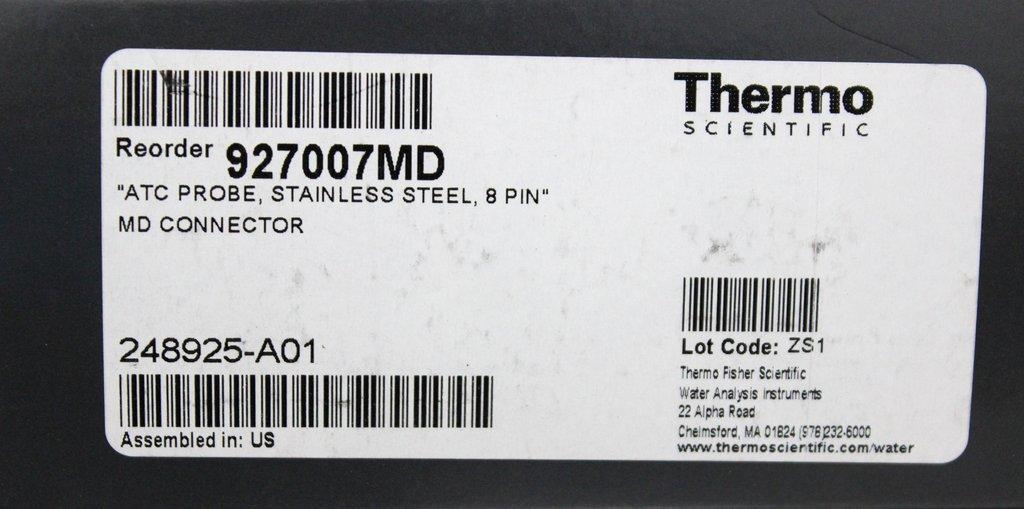 Reorder 927007MD
"ATC PROBE, STAINLESS STEEL, 8 PIN"
MD CONNECTOR
248925-A01
Assembled in: US
Thermo
SCIENTIFIC
Lot Code: ZS1
Thermo Fisher Scientific
Water Analysis Instruments
22 Alpha Road
Chelmsford, MA 01824 (978)232-6000
www.thermoscientific.com/water